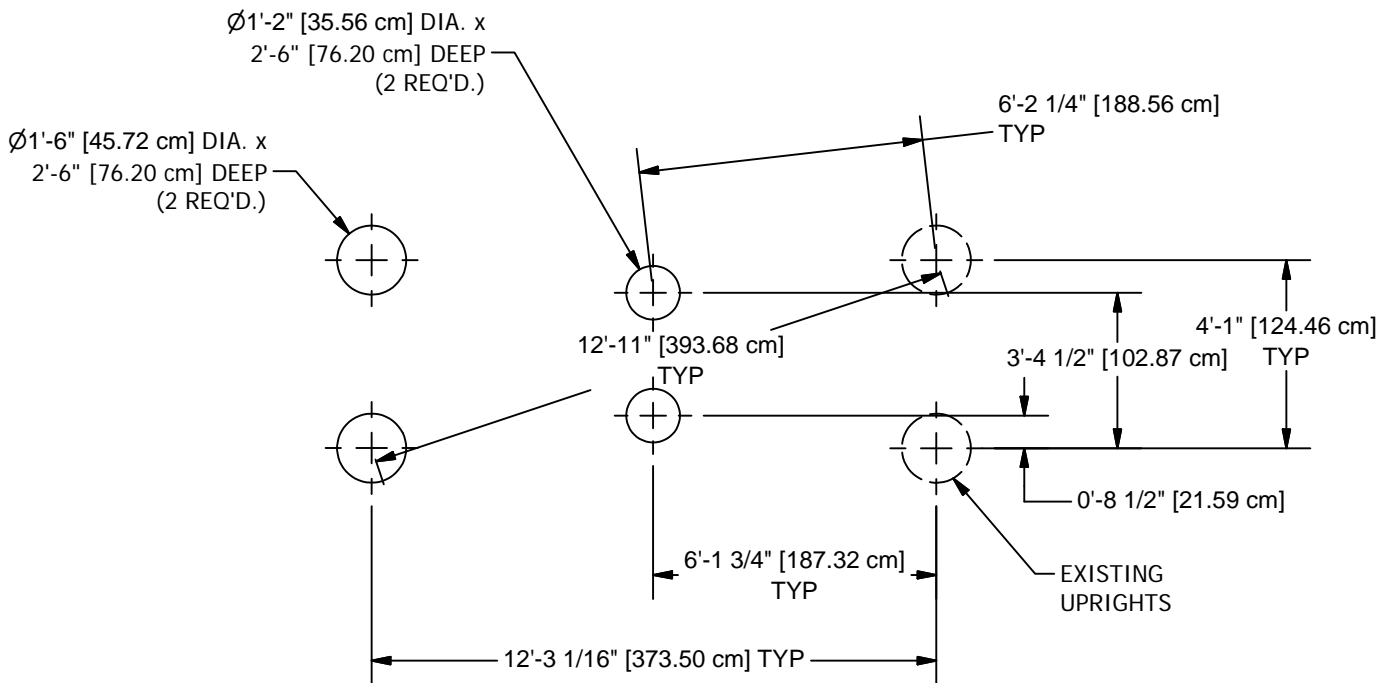 Ø1'-2" [35.56 cm] DIA. x
2'-6" [76.20 cm] DEEP
(2 REQ'D.)
6'-2 1/4" [188.56 cm]
TYP
Ø1'-6" [45.72 cm] DIA. x
2'-6" [76.20 cm] DEEP
(2 REQ'D.)
12'-11" [393.68 cm]
TYP
4'-1" [124.46 cm]
TYP
3'-4 1/2" [102.87 cm]
0'-8 1/2" [21.59 cm]
6'-1 3/4" [187.32 cm]
TYP
EXISTING
UPRIGHTS
12'-3 1/16" [373.50 cm] TYP